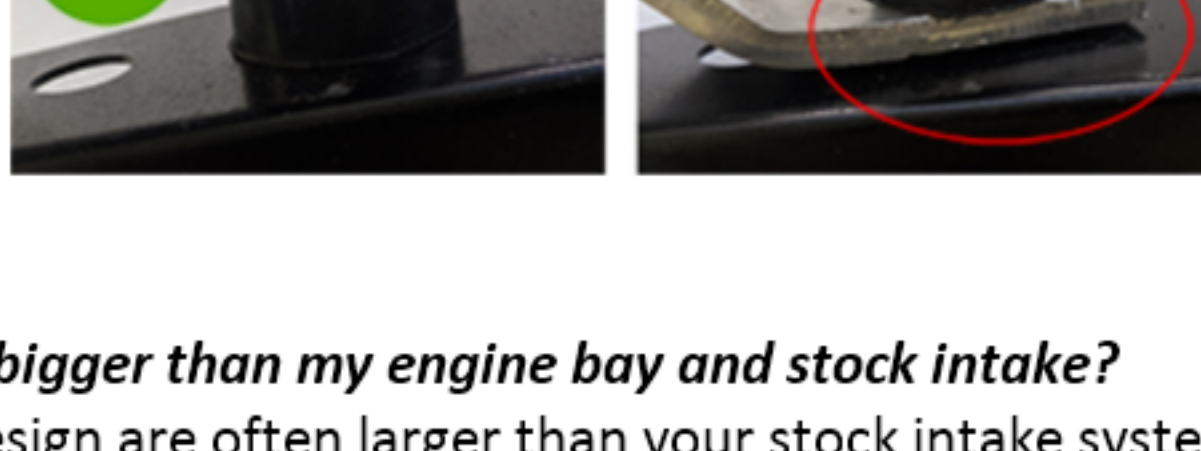 bigger than my engine bay and stock intake?
are often larger than your stock intake